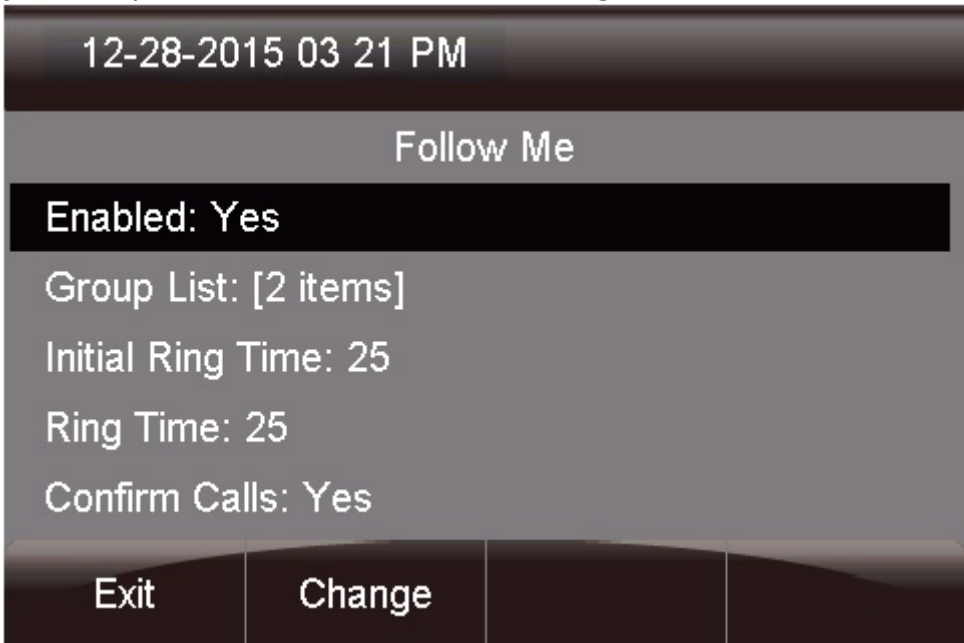 12-28-2015 03 21 PM
Follow Me
Enabled: Yes
Group List: [2 items]
Initial Ring Time: 25
Ring Time: 25
Confirm Calls: Yes
Exit Change